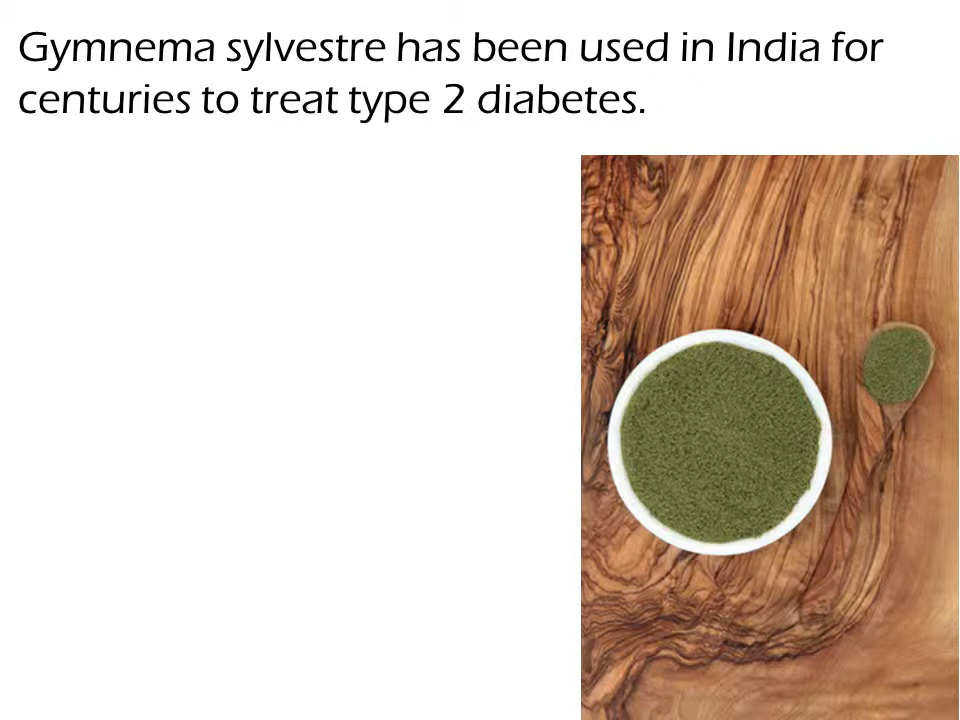 Gymnema sylvestre has been used in India for
centuries to treat type 2 diabetes.